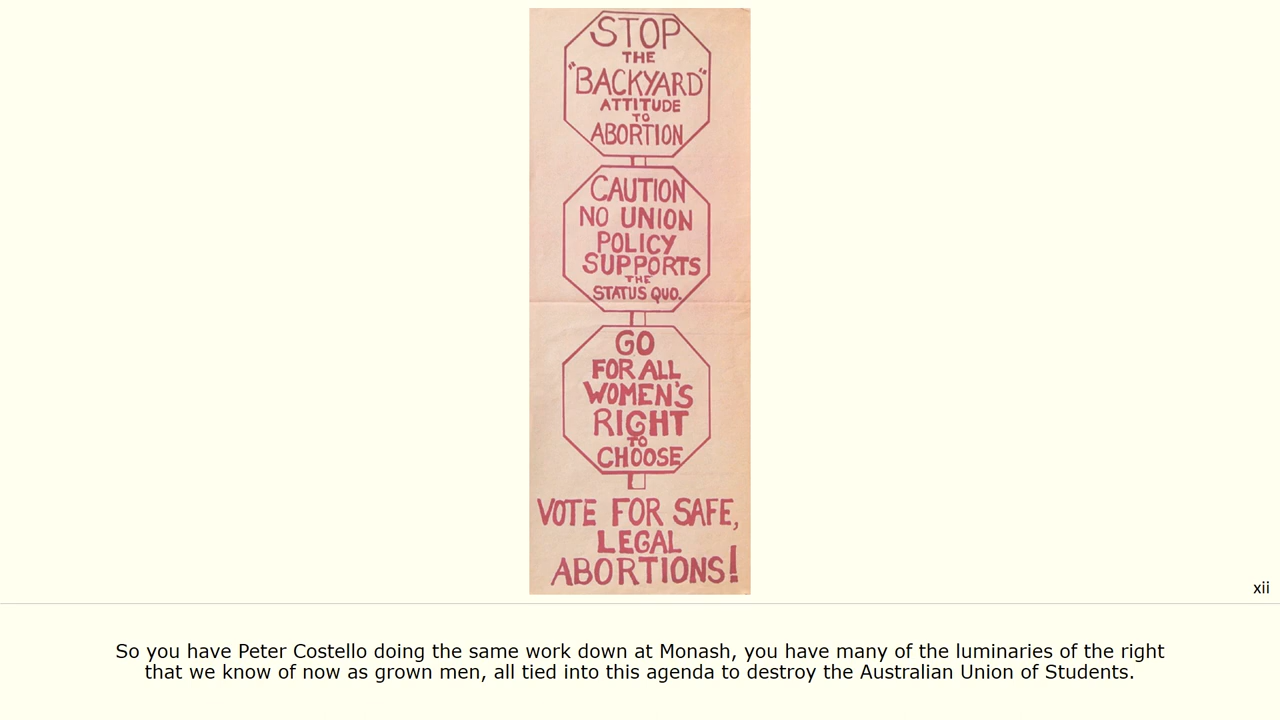 STOP
THE
"BACKYARD"
ATTITUDE
TO
ABORTION
CAUTION
NO UNION
POLICY
SUPPORTS
THE
STATUS QUO.
GO
FOR ALL
WOMEN'S
RIGHT
TO
CHOOSE
VOTE FOR SAFE,
LEGAL
ABORTIONS!
xii
So you have Peter Costello doing the same work down at Monash, you have many of the luminaries of the right
that we know of now as grown men, all tied into this agenda to destroy the Australian Union of Students.